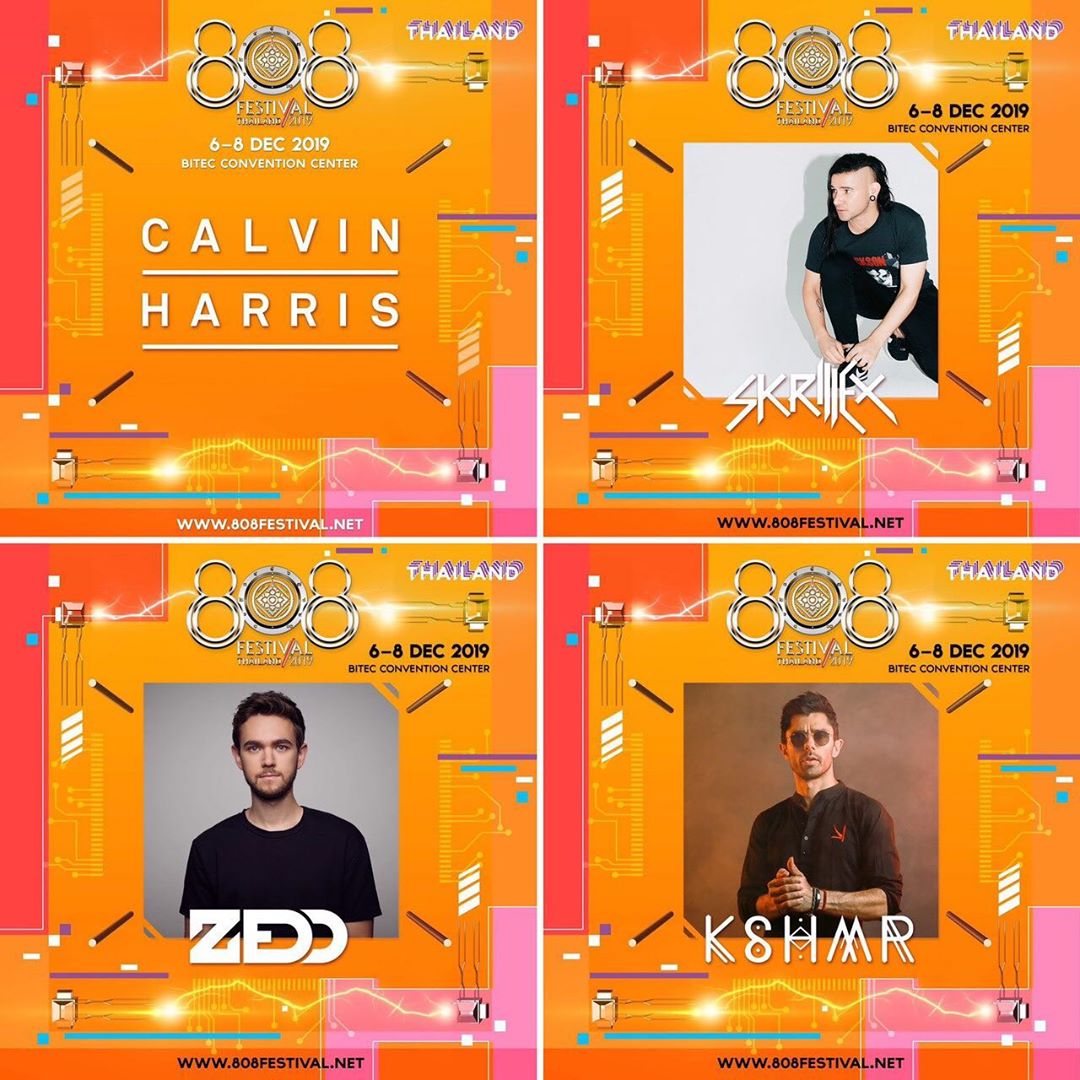 THAILAND
808
FESTIVAL
THAILAND/2019
6–8 DEC 2019
BITEC CONVENTION CENTER
CALVIN
HARRIS
WWW.808FESTIVAL.NET
THAILAND
808
FESTIVAL
THAILAND/2019
6–8 DEC 2019
BITEC CONVENTION CENTER
SKRILLEX
WWW.808FESTIVAL.NET
THAILAND
808
FESTIVAL
THAILAND/2019
6–8 DEC 2019
BITEC CONVENTION CENTER
ZEDD
WWW.808FESTIVAL.NET
THAILAND
808
FESTIVAL
THAILAND/2019
6–8 DEC 2019
BITEC CONVENTION CENTER
KSHMR
WWW.808FESTIVAL.NET